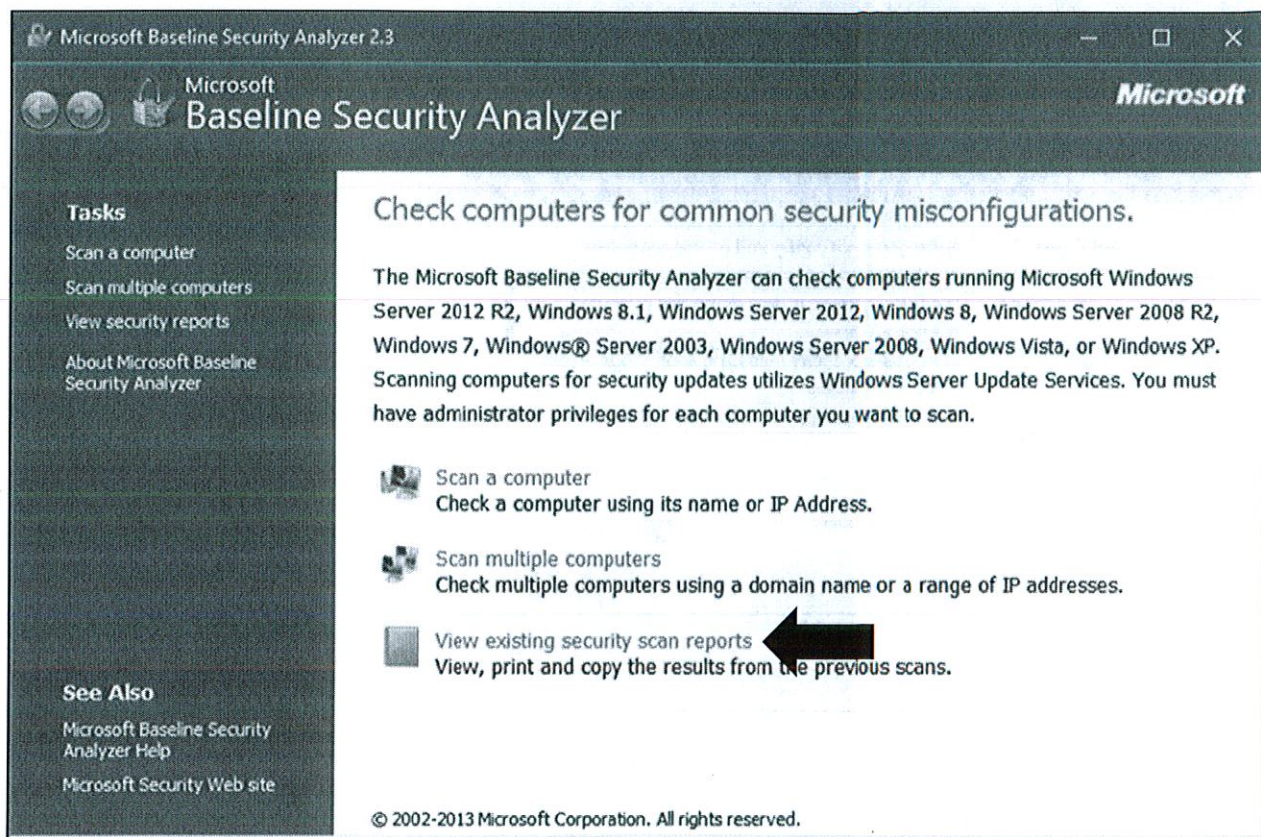 Microsoft Baseline Security Analyzer 2.3
Microsoft
Baseline Security Analyzer
Microsoft
Tasks
Scan a computer
Scan multiple computers
View security reports
About Microsoft Baseline
Security Analyzer
See Also
Microsoft Baseline Security
Analyzer Help
Microsoft Security Web site
Check computers for common security misconfigurations.
The Microsoft Baseline Security Analyzer can check computers running Microsoft Windows
Server 2012 R2, Windows 8.1, Windows Server 2012, Windows 8, Windows Server 2008 R2,
Windows 7, Windows® Server 2003, Windows Server 2008, Windows Vista, or Windows XP.
Scanning computers for security updates utilizes Windows Server Update Services. You must
have administrator privileges for each computer you want to scan.
Scan a computer
Check a computer using its name or IP Address.
Scan multiple computers
Check multiple computers using a domain name or a range of IP addresses.
View existing security scan reports
View, print and copy the results from the previous scans.
© 2002-2013 Microsoft Corporation. All rights reserved.